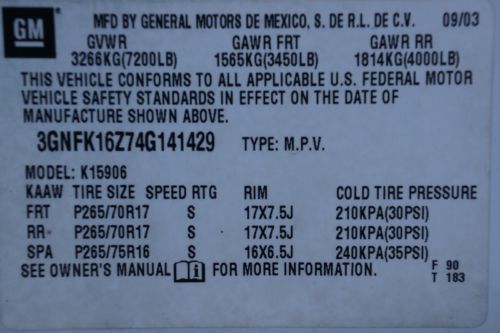 GM
MFD BY GENERAL MOTORS DE MEXICO, S. DE R.L. DE C.V. 09/03
GVWR GAWR FRT GAWR RR
3266KG(7200LB) 1565KG(3450LB) 1814KG(4000LB)
THIS VEHICLE CONFORMS TO ALL APPLICABLE U.S. FEDERAL MOTOR
VEHICLE SAFETY STANDARDS IN EFFECT ON THE DATE OF
MANUFACTURE SHOWN ABOVE.
3GNFK16Z74G141429 TYPE: M.P.V.
MODEL: K15906
KAAW TIRE SIZE SPEED RTG RIM COLD TIRE PRESSURE
FRT P265/70R17 S 17X7.5J 210KPA(30PSI)
RR P265/70R17 S 17X7.5J 210KPA(30PSI)
SPA P265/75R16 S 16X6.5J 240KPA(35PSI)
SEE OWNER'S MANUAL FOR MORE INFORMATION. F 90
T 183